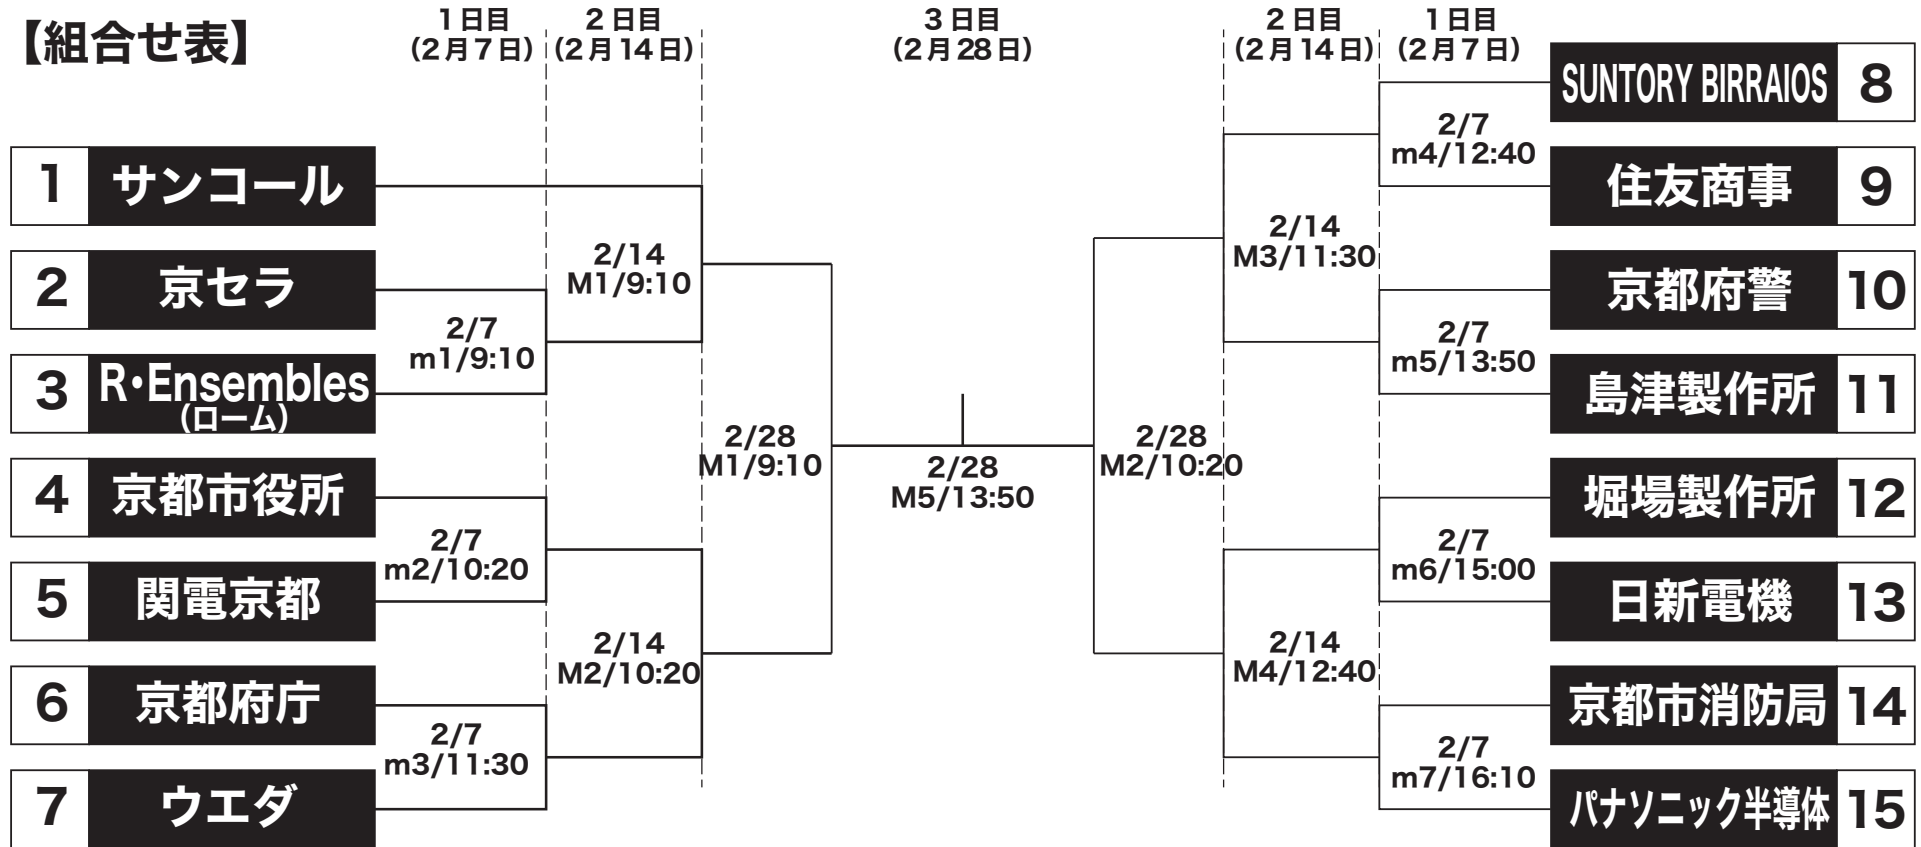 【組合せ表】
1日目
(2月7日)
2日目
(2月14日)
3日目
(2月28日)
2日目
(2月14日)
1日目
(2月7日)
1 サンコール
2 京セラ
3 R・Ensembles
(ローム)
4 京都市役所
5 関電京都
6 京都府庁
7 ウエダ
2/7
m1/9:10
2/7
m2/10:20
2/7
m3/11:30
2/14
M1/9:10
2/14
M2/10:20
2/28
M1/9:10
2/28
M5/13:50
2/28
M2/10:20
2/14
M3/11:30
2/14
M4/12:40
2/7
m4/12:40
2/7
m5/13:50
2/7
m6/15:00
2/7
m7/16:10
SUNTORY BIRRAIOS 8
住友商事 9
京都府警 10
島津製作所 11
堀場製作所 12
日新電機 13
京都市消防局 14
パナソニック半導体 15